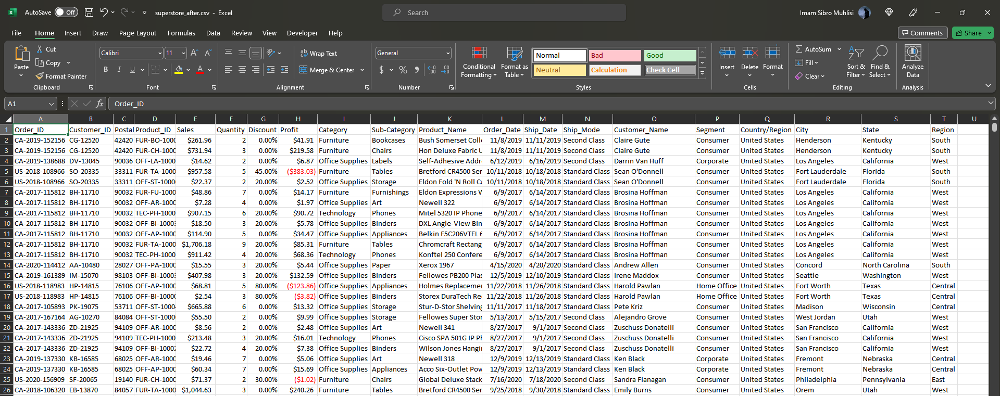 AutoSave Off superstore_after.csv - Excel Search Imam Sibro Muhlisi
File Home Insert Draw Page Layout Formulas Data Review View Developer Help Comments Share
Paste Cut Copy Format Painter Clipboard
Calibri 11 B I U A Font
Wrap Text Merge & Center Alignment
General $ % Number
Conditional Formatting Format as Table Normal Bad Good Neutral Calculation Check Cell Styles
Insert Delete Format Cells
AutoSum Fill Clear Sort & Filter Find & Select Editing
Analyze Data Analysis
A1 fx Order_ID
A B C D E F G H I J K L M N O P Q R S T U
1 Order_ID Customer_ID Postal Product_ID Sales Quantity Discount Profit Category Sub-Category Product_Name Order_Date Ship_Date Ship_Mode Customer_Name Segment Country/Region City State Region
2 CA-2019-152156 CG-12520 42420 FUR-BO-1000 $261.96 2 0.00% $41.91 Furniture Bookcases Bush Somerset Coll 11/8/2019 11/11/2019 Second Class Claire Gute Consumer United States Henderson Kentucky South
3 CA-2019-152156 CG-12520 42420 FUR-CH-1000 $731.94 3 0.00% $219.58 Furniture Chairs Hon Deluxe Fabric U 11/8/2019 11/11/2019 Second Class Claire Gute Consumer United States Henderson Kentucky South
4 CA-2019-138688 DV-13045 90036 OFF-LA-1000 $14.62 2 0.00% $6.87 Office Supplies Labels Self-Adhesive Addr 6/12/2019 6/16/2019 Second Class Darrin Van Huff Corporate United States Los Angeles California West
5 US-2018-108966 SO-20335 33311 FUR-TA-1000 $957.58 5 45.00% ($383.03) Furniture Tables Bretford CR4500 Ser 10/11/2018 10/18/2018 Standard Class Sean O'Donnell Consumer United States Fort Lauderdale Florida South
6 US-2018-108966 SO-20335 33311 OFF-ST-1000 $22.37 2 20.00% $2.52 Office Supplies Storage Eldon Fold 'N Roll Ca 10/11/2018 10/18/2018 Standard Class Sean O'Donnell Consumer United States Fort Lauderdale Florida South
7 CA-2017-115812 BH-11710 90032 FUR-FU-1000 $48.86 7 0.00% $14.17 Furniture Furnishings Eldon Expressions W 6/9/2017 6/14/2017 Standard Class Brosina Hoffman Consumer United States Los Angeles California West
8 CA-2017-115812 BH-11710 90032 OFF-AR-1000 $7.28 4 0.00% $1.97 Office Supplies Art Newell 322 6/9/2017 6/14/2017 Standard Class Brosina Hoffman Consumer United States Los Angeles California West
9 CA-2017-115812 BH-11710 90032 TEC-PH-1000 $907.15 6 20.00% $90.72 Technology Phones Mitel 5320 IP Phone 6/9/2017 6/14/2017 Standard Class Brosina Hoffman Consumer United States Los Angeles California West
10 CA-2017-115812 BH-11710 90032 OFF-BI-10003 $18.50 3 20.00% $5.78 Office Supplies Binders DXL Angle-View Bin 6/9/2017 6/14/2017 Standard Class Brosina Hoffman Consumer United States Los Angeles California West
11 CA-2017-115812 BH-11710 90032 OFF-AP-1000 $114.90 5 0.00% $34.47 Office Supplies Appliances Belkin F5C206VTEL 6 6/9/2017 6/14/2017 Standard Class Brosina Hoffman Consumer United States Los Angeles California West
12 CA-2017-115812 BH-11710 90032 FUR-TA-1000 $1,706.18 9 20.00% $85.31 Furniture Tables Chromcraft Rectang 6/9/2017 6/14/2017 Standard Class Brosina Hoffman Consumer United States Los Angeles California West
13 CA-2017-115812 BH-11710 90032 TEC-PH-1000 $911.42 4 20.00% $68.36 Technology Phones Konftel 250 Confere 6/9/2017 6/14/2017 Standard Class Brosina Hoffman Consumer United States Los Angeles California West
14 CA-2020-114412 AA-10480 28027 OFF-PA-1000 $15.55 3 20.00% $5.44 Office Supplies Paper Xerox 1967 4/15/2020 4/20/2020 Standard Class Andrew Allen Consumer United States Concord North Carolina South
15 CA-2019-161389 IM-15070 98103 OFF-BI-10003 $407.98 3 20.00% $132.59 Office Supplies Binders Fellowes PB200 Plas 12/5/2019 12/10/2019 Standard Class Irene Maddox Consumer United States Seattle Washington West
16 US-2018-118983 HP-14815 76106 OFF-AP-1000 $68.81 5 80.00% ($123.86) Office Supplies Appliances Holmes Replacemer 11/22/2018 11/26/2018 Standard Class Harold Pawlan Home Office United States Fort Worth Texas Central
17 US-2018-118983 HP-14815 76106 OFF-BI-1000 $2.54 3 80.00% ($3.82) Office Supplies Binders Storex DuraTech Re 11/22/2018 11/26/2018 Standard Class Harold Pawlan Home Office United States Fort Worth Texas Central
18 CA-2017-105893 PK-19075 53711 OFF-ST-1000 $665.88 6 0.00% $13.32 Office Supplies Storage Stur-D-Stor Shelving 11/11/2017 11/18/2017 Standard Class Pete Kriz Consumer United States Madison Wisconsin Central
19 CA-2017-167164 AG-10270 84084 OFF-ST-1000 $55.50 2 0.00% $9.99 Office Supplies Storage Fellowes Super Stor 5/13/2017 5/15/2017 Second Class Alejandro Grove Consumer United States West Jordan Utah West
20 CA-2017-143336 ZD-21925 94109 OFF-AR-1000 $8.56 2 0.00% $2.48 Office Supplies Art Newell 341 8/27/2017 9/1/2017 Second Class Zuschuss Donatelli Consumer United States San Francisco California West
21 CA-2017-143336 ZD-21925 94109 TEC-PH-1000 $213.48 3 20.00% $16.01 Technology Phones Cisco SPA 501G IP Pl 8/27/2017 9/1/2017 Second Class Zuschuss Donatelli Consumer United States San Francisco California West
22 CA-2017-143336 ZD-21925 94109 OFF-BI-10002 $22.72 4 20.00% $7.38 Office Supplies Binders Wilson Jones Hangi 8/27/2017 9/1/2017 Second Class Zuschuss Donatelli Consumer United States San Francisco California West
23 CA-2019-137330 KB-16585 68025 OFF-AR-1000 $19.46 7 0.00% $5.06 Office Supplies Art Newell 318 12/9/2019 12/13/2019 Standard Class Ken Black Corporate United States Fremont Nebraska Central
24 CA-2019-137330 KB-16585 68025 OFF-AP-1000 $60.34 7 0.00% $15.69 Office Supplies Appliances Acco Six-Outlet Pow 12/9/2019 12/13/2019 Standard Class Ken Black Corporate United States Fremont Nebraska Central
25 US-2020-156909 SF-20065 19140 FUR-CH-1000 $71.37 2 30.00% ($1.02) Furniture Chairs Global Deluxe Stack 7/16/2020 7/18/2020 Second Class Sandra Flanagan Consumer United States Philadelphia Pennsylvania East
26 CA-2018-106320 EB-13870 84057 FUR-TA-1000 $1,044.63 3 0.00% $240.26 Furniture Tables Bretford CR4500 Ser 9/25/2018 9/30/2018 Standard Class Emily Burns Consumer United States Orem Utah West